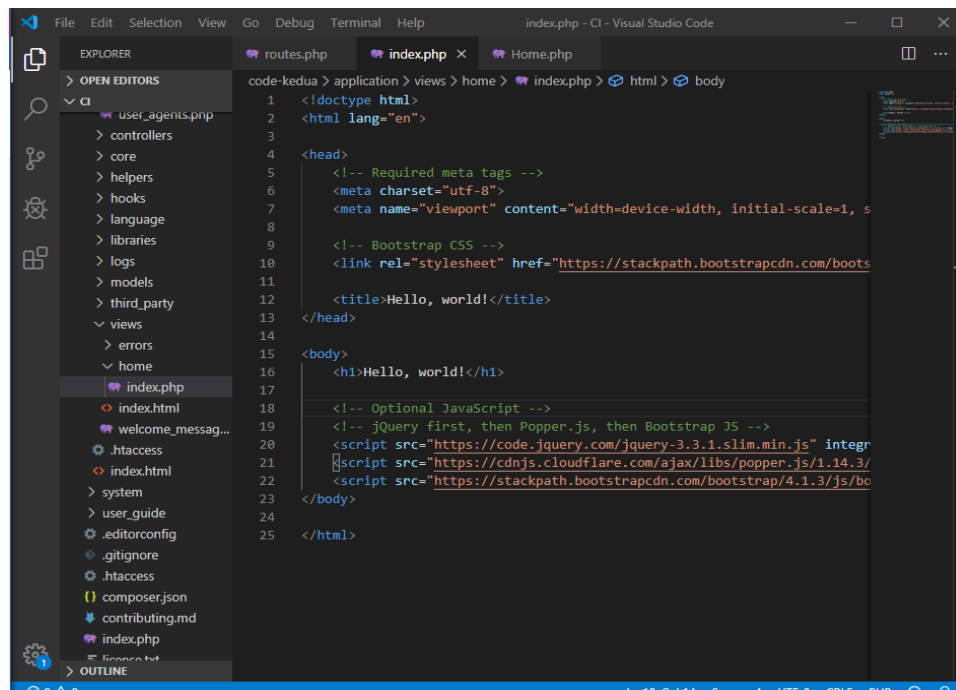 File Edit Selection View Go Debug Terminal Help index.php - CI - Visual Studio Code
EXPLORER
OPEN EDITORS
CI
user_agents.php
controllers
core
helpers
hooks
language
libraries
logs
models
third_party
views
errors
home
index.php
index.html
welcome_messag...
.htaccess
index.html
system
user_guide
.editorconfig
.gitignore
.htaccess
composer.json
contributing.md
index.php
license.txt
OUTLINE
1
routes.php index.php Home.php
code-kedua > application > views > home > index.php > html > body
1 <!doctype html>
2 <html lang="en">
3
4 <head>
5 <!-- Required meta tags -->
6 <meta charset="utf-8">
7 <meta name="viewport" content="width=device-width, initial-scale=1, s
8
9 <!-- Bootstrap CSS -->
10 <link rel="stylesheet" href="https://stackpath.bootstrapcdn.com/boots
11
12 <title>Hello, world!</title>
13 </head>
14
15 <body>
16 <h1>Hello, world!</h1>
17
18 <!-- Optional JavaScript -->
19 <!-- jQuery first, then Popper.js, then Bootstrap JS -->
20 <script src="https://code.jquery.com/jquery-3.3.1.slim.min.js" integr
21 <script src="https://cdnjs.cloudflare.com/ajax/libs/popper.js/1.14.3/
22 <script src="https://stackpath.bootstrapcdn.com/bootstrap/4.1.3/js/bo
23 </body>
24
25 </html>